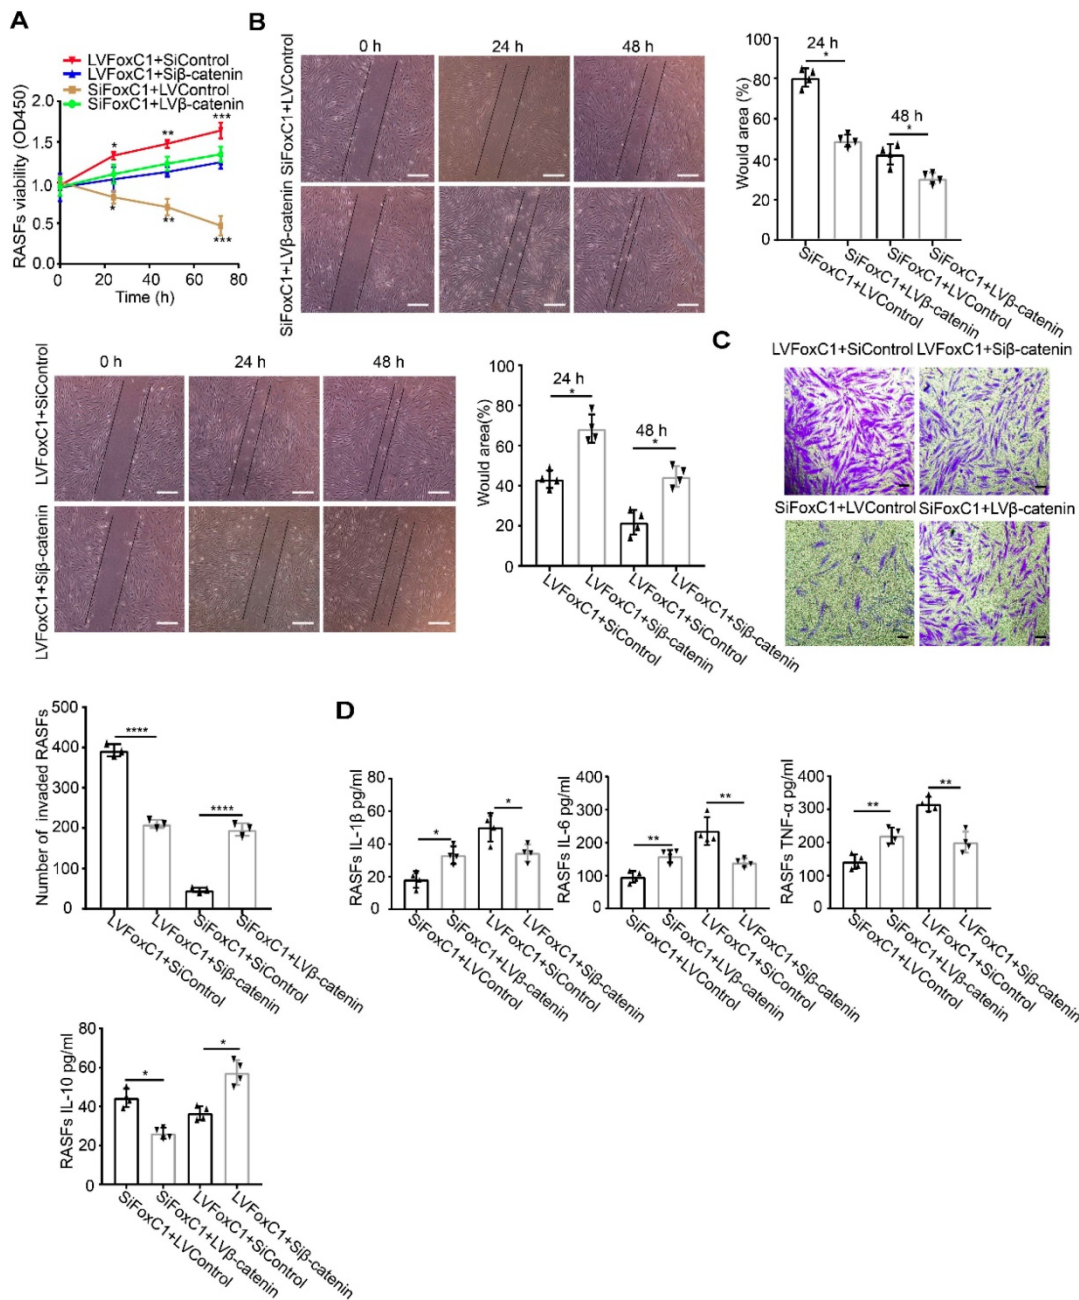 A
LVFoxC1+SiControl
LVFoxC1+Siβ-catenin
SiFoxC1+LVControl
SiFoxC1+LVβ-catenin
RASFs viability (OD450)
2.0
1.5
1.0
0.5
0.0
* ** ***
* ** ***
0 20 40 60 80
Time (h)
B
0 h 24 h 48 h
SiFoxC1+LVControl
SiFoxC1+LVβ-catenin
Would area (%)
100
80
60
40
20
0
24 h
*
48 h
*
SiFoxC1+LVControl
SiFoxC1+LVβ-catenin
SiFoxC1+LVControl
SiFoxC1+LVβ-catenin
0 h 24 h 48 h
LVFoxC1+SiControl
LVFoxC1+Siβ-catenin
Would area(%)
100
80
60
40
20
0
24 h
*
48 h
*
LVFoxC1+SiControl
LVFoxC1+Siβ-catenin
LVFoxC1+SiControl
LVFoxC1+Siβ-catenin
C
LVFoxC1+SiControl LVFoxC1+Siβ-catenin
SiFoxC1+LVControl SiFoxC1+LVβ-catenin
Number of invaded RASFs
500
400
300
200
100
0
****
****
LVFoxC1+SiControl
LVFoxC1+Siβ-catenin
SiFoxC1+LVControl
SiFoxC1+LVβ-catenin
D
RASFs IL-1β pg/ml
80
60
40
20
0
*
*
SiFoxC1+LVControl
SiFoxC1+LVβ-catenin
LVFoxC1+SiControl
LVFoxC1+Siβ-catenin
RASFs IL-6 pg/ml
400
300
200
100
0
**
**
SiFoxC1+LVControl
SiFoxC1+LVβ-catenin
LVFoxC1+SiControl
LVFoxC1+Siβ-catenin
RASFs TNF-α pg/ml
400
300
200
100
0
**
**
SiFoxC1+LVControl
SiFoxC1+LVβ-catenin
LVFoxC1+SiControl
LVFoxC1+Siβ-catenin
RASFs IL-10 pg/ml
80
60
40
20
0
*
*
SiFoxC1+LVControl
SiFoxC1+LVβ-catenin
LVFoxC1+SiControl
LVFoxC1+Siβ-catenin